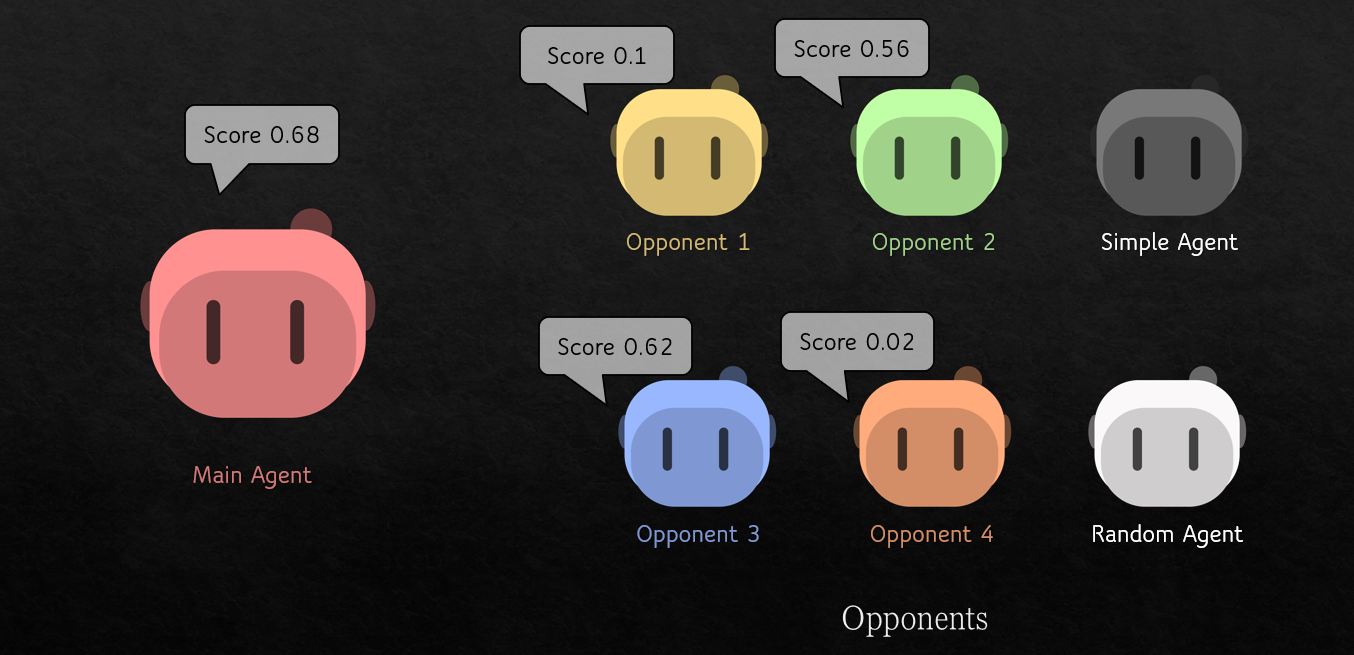 Score 0.68
Main Agent
Score 0.1
Score 0.56
Opponent 1
Opponent 2
Simple Agent
Score 0.62
Score 0.02
Opponent 3
Opponent 4
Random Agent
Opponents